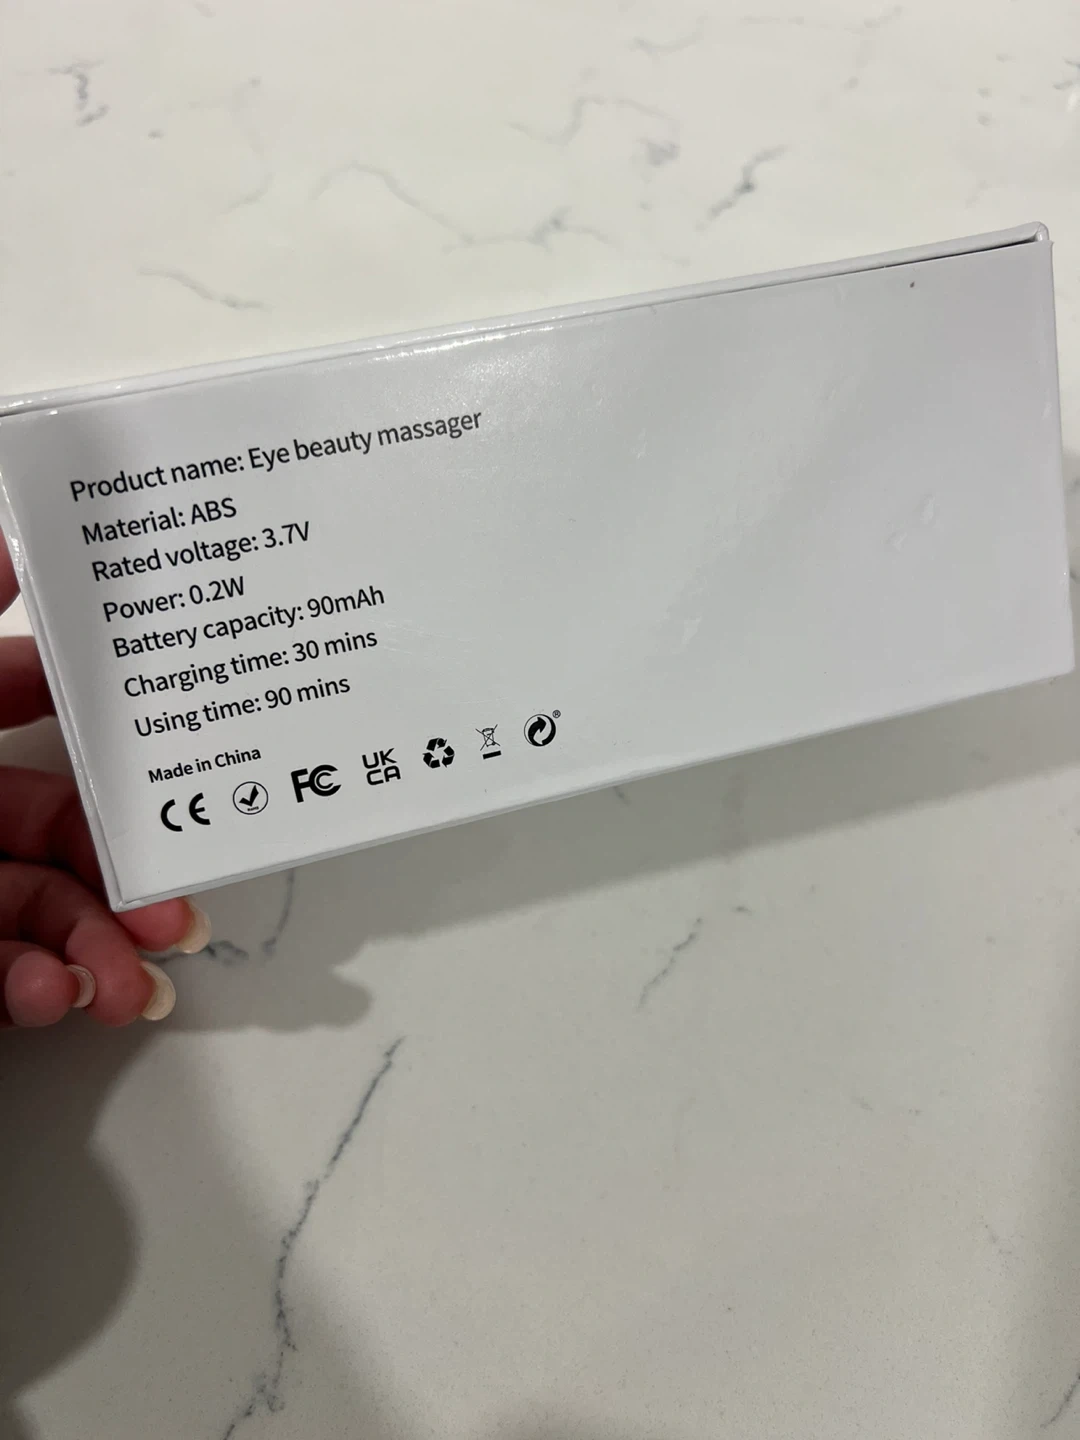 Product name: Eye beauty massager
Material: ABS
Rated voltage: 3.7V
Power: 0.2W
Battery capacity: 90mAh
Charging time: 30 mins
Using time: 90 mins
Made in China
CE FC UK CA ®